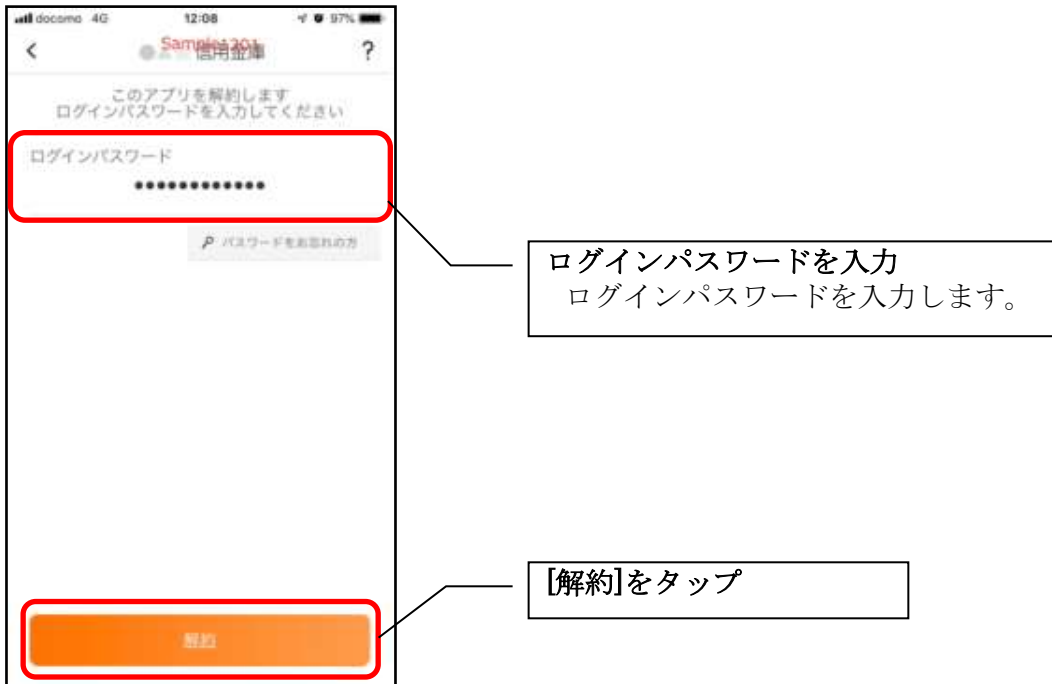 docomo 4G 12:08 97%
Sample1201
信用金庫 ?
このアプリを解約します
ログインパスワードを入力してください
ログインパスワード
••••••••••••
パスワードをお忘れの方
ログインパスワードを入力
ログインパスワードを入力します。
[解約]をタップ
解約